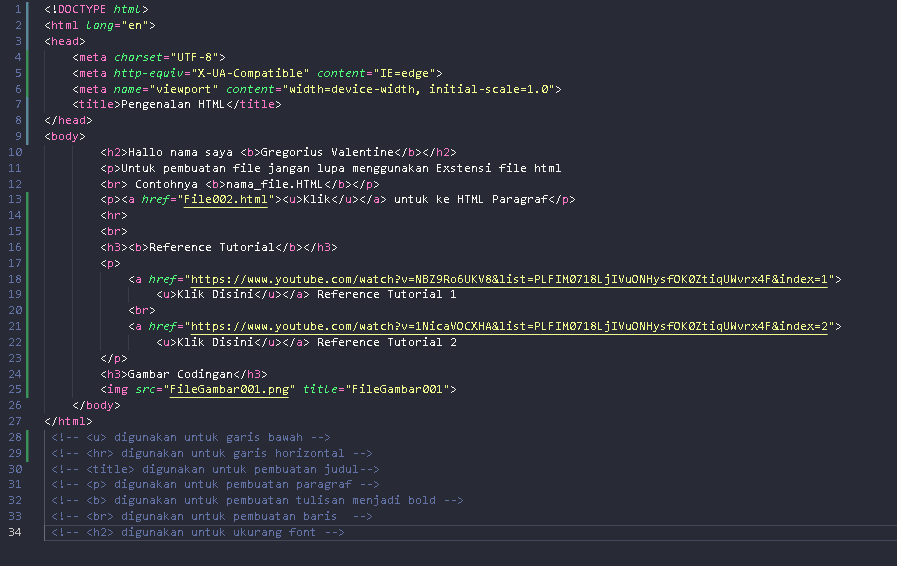 1 <!DOCTYPE html>
2 <html lang="en">
3 <head>
4 <meta charset="UTF-8">
5 <meta http-equiv="X-UA-Compatible" content="IE=edge">
6 <meta name="viewport" content="width=device-width, initial-scale=1.0">
7 <title>Pengenalan HTML</title>
8 </head>
9 <body>
10 <h2>Hallo nama saya <b>Gregorius Valentine</b></h2>
11 <p>Untuk pembuatan file jangan lupa menggunakan Exstensi file html
12 <br> Contohnya <b>nama_file.HTML</b></p>
13 <p><a href="File002.html"><u>Klik</u></a> untuk ke HTML Paragraf</p>
14 <hr>
15 <br>
16 <h3><b>Reference Tutorial</b></h3>
17 <p>
18 <a href="https://www.youtube.com/watch?v=NBZ9Ro6UKV8&list=PLFIM0718LjIVuONHysfOK0ZtiqUWvrx4F&index=1">
19 <u>Klik Disini</u></a> Reference Tutorial 1
20 <br>
21 <a href="https://www.youtube.com/watch?v=1NicaVOCXHA&list=PLFIM0718LjIVuONHysfOK0ZtiqUWvrx4F&index=2">
22 <u>Klik Disini</u></a> Reference Tutorial 2
23 </p>
24 <h3>Gambar Codingan</h3>
25 <img src="FileGambar001.png" title="FileGambar001">
26 </body>
27 </html>
28 <!-- <u> digunakan untuk garis bawah -->
29 <!-- <hr> digunakan untuk garis horizontal -->
30 <!-- <title> digunakan untuk pembuatan judul-->
31 <!-- <p> digunakan untuk pembuatan paragraf -->
32 <!-- <b> digunakan untuk pembuatan tulisan menjadi bold -->
33 <!-- <br> digunakan untuk pembuatan baris  -->
34 <!-- <h2> digunakan untuk ukurang font -->